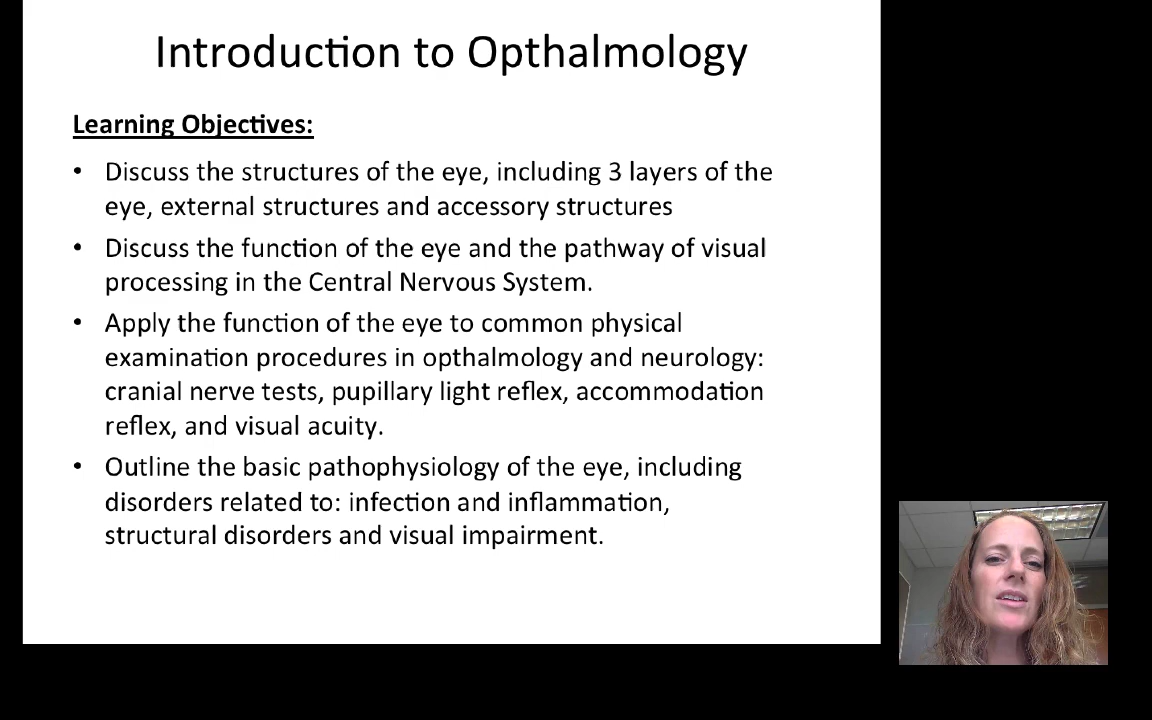 Introduction to Opthalmology
Learning Objectives:
• Discuss the structures of the eye, including 3 layers of the
eye, external structures and accessory structures
• Discuss the function of the eye and the pathway of visual
processing in the Central Nervous System.
• Apply the function of the eye to common physical
examination procedures in opthalmology and neurology:
cranial nerve tests, pupillary light reflex, accommodation
reflex, and visual acuity.
• Outline the basic pathophysiology of the eye, including
disorders related to: infection and inflammation,
structural disorders and visual impairment.